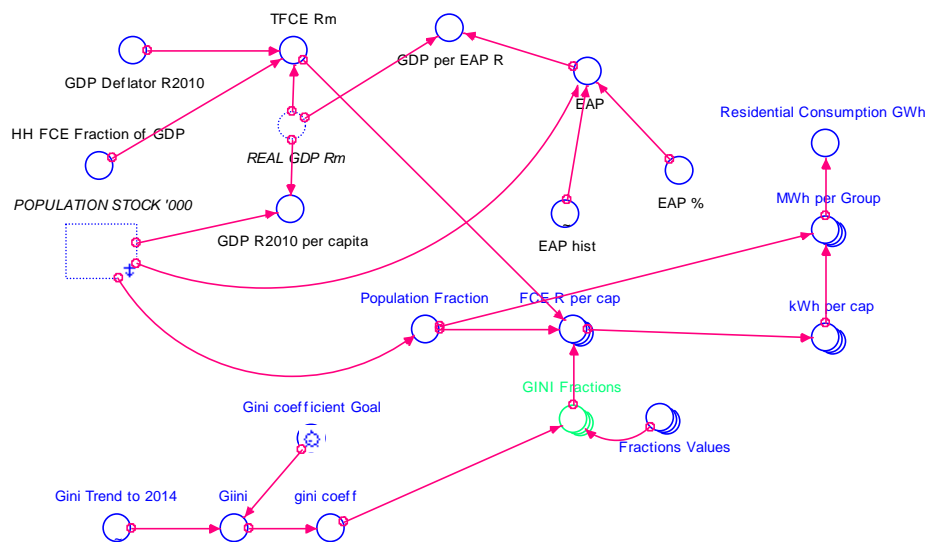 TFCE Rm
GDP Deflator R2010
GDP per EAP R
EAP
HH FCE Fraction of GDP
Residential Consumption GWh
REAL GDP Rm
POPULATION STOCK '000
MWh per Group
EAP %
GDP R2010 per capita
EAP hist
Population Fraction
FCE R per cap
kWh per cap
GINI Fractions
Gini coefficient Goal
Fractions Values
Gini Trend to 2014
Giini
gini coeff